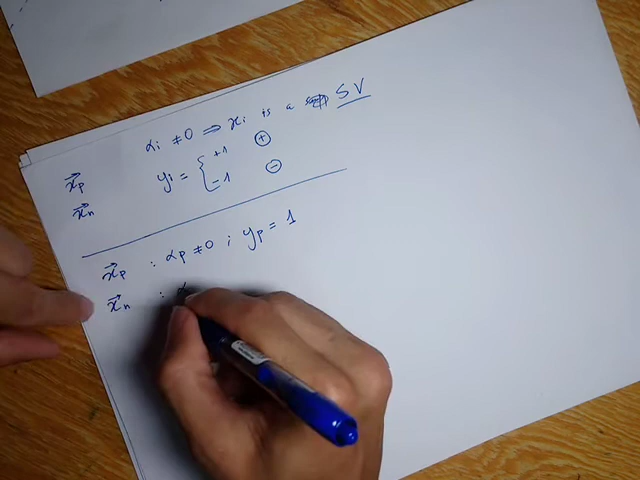 αi ≠0 ⇒ xi is a SV
yi = { +1 ⊕
-1 ⊖
x⃗p
x⃗n
x⃗p : αp ≠0 ; yp = 1
x⃗n : α